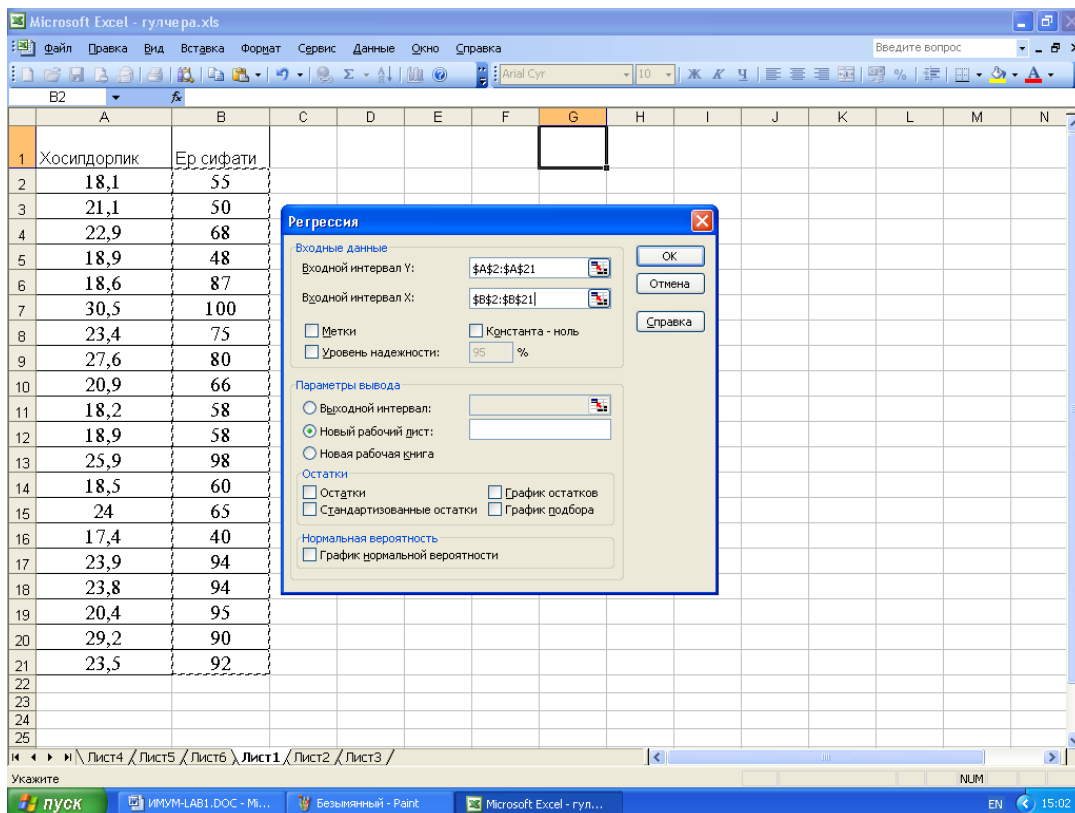 Microsoft Excel - гулчера.xls
Файл Правка Вид Вставка Формат Сервис Данные Окно Справка Введите вопрос
Arial Cyr 10 Ж К Ч
B2 fx
A B C D E F G H I J K L M N
1 Хосилдорлик Ер сифати
2 18,1 55
3 21,1 50
4 22,9 68
5 18,9 48
6 18,6 87
7 30,5 100
8 23,4 75
9 27,6 80
10 20,9 66
11 18,2 58
12 18,9 58
13 25,9 98
14 18,5 60
15 24 65
16 17,4 40
17 23,9 94
18 23,8 94
19 20,4 95
20 29,2 90
21 23,5 92
22
23
24
25
Регрессия
Входные данные
Входной интервал Y: $A$2:$A$21
Входной интервал X: $B$2:$B$21
Метки Константа - ноль
Уровень надежности: 95 %
ОК
Отмена
Справка
Параметры вывода
Выходной интервал:
Новый рабочий лист:
Новая рабочая книга
Остатки
Остатки График остатков
Стандартизованные остатки График подбора
Нормальная вероятность
График нормальной вероятности
Лист4 Лист5 Лист6 Лист1 Лист2 Лист3
Укажите NUM
пуск ИМУМ-LAB1.DOC - Mi... Безымянный - Paint Microsoft Excel - гул... EN 15:02